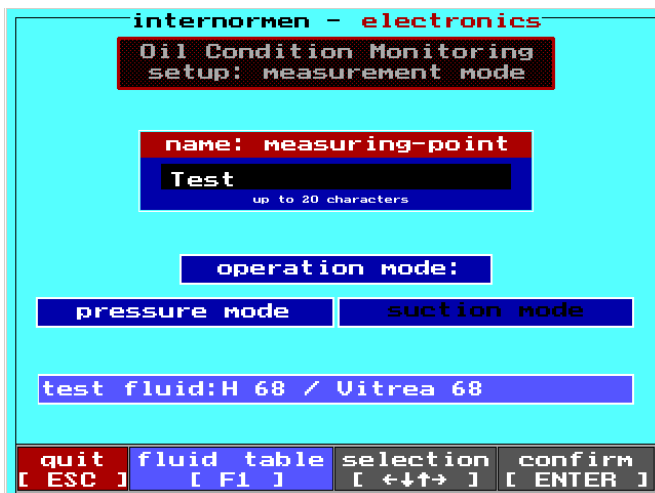 internormen - electronics
Oil Condition Monitoring
setup: measurement mode
name: measuring-point
Test
up to 20 characters
operation mode:
pressure mode suction mode
test fluid:H 68 / Vitrea 68
quit fluid table selection confirm
[ ESC ] [ F1 ] [ ←↓↑→ ] [ ENTER ]